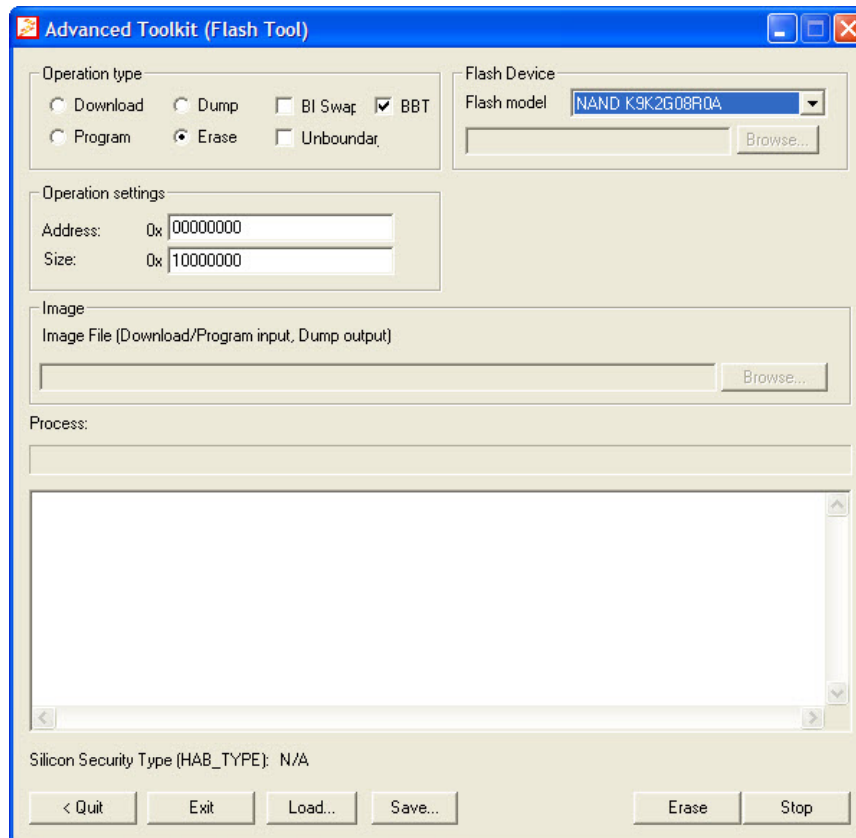 Advanced Toolkit (Flash Tool)
Operation type
Download Dump BI Swap BBT
Program Erase Unboundar
Flash Device
Flash model NAND K9K2G08R0A
Browse...
Operation settings
Address: 0x 00000000
Size: 0x 10000000
Image
Image File (Download/Program input, Dump output)
Browse...
Process:
Silicon Security Type (HAB_TYPE): N/A
< Quit Exit Load... Save... Erase Stop